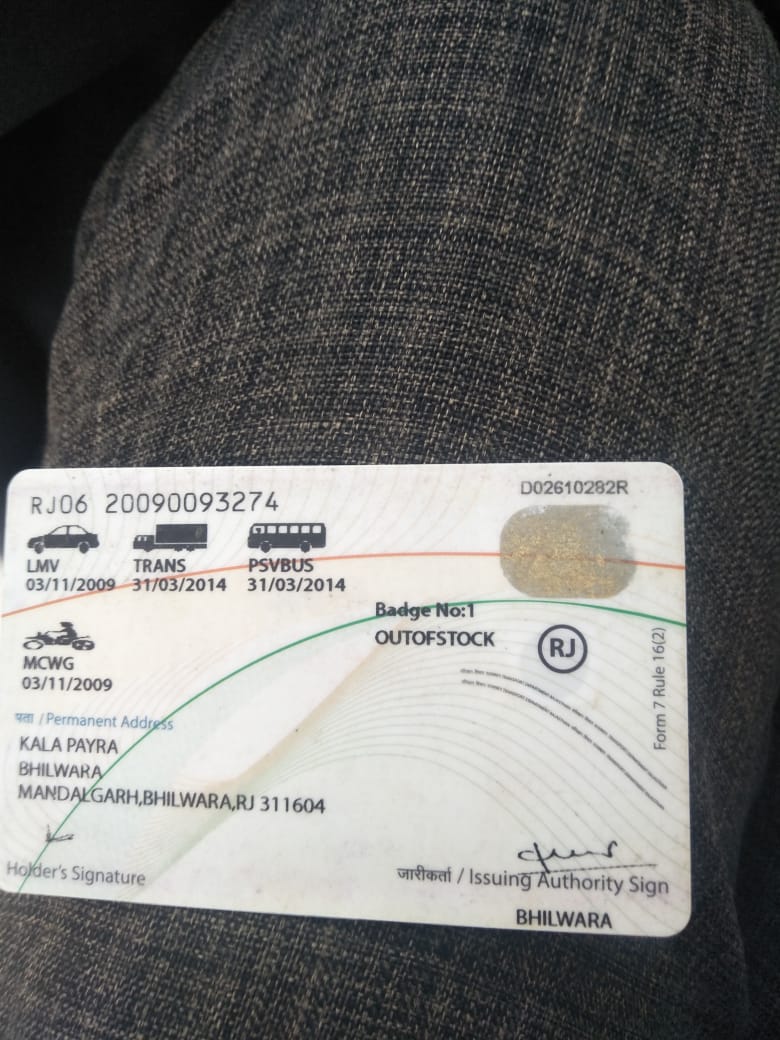 D02610282R
RJ06 20090093274
LMV TRANS PSVBUS
03/11/2009 31/03/2014 31/03/2014
Badge No:1
OUTOFSTOCK
RJ
MCWG
03/11/2009
Form 7 Rule 16(2)
पता / Permanent Address
KALA PAYRA
BHILWARA
MANDALGARH,BHILWARA,RJ 311604
Holder's Signature
जारीकर्ता / Issuing Authority Sign
BHILWARA